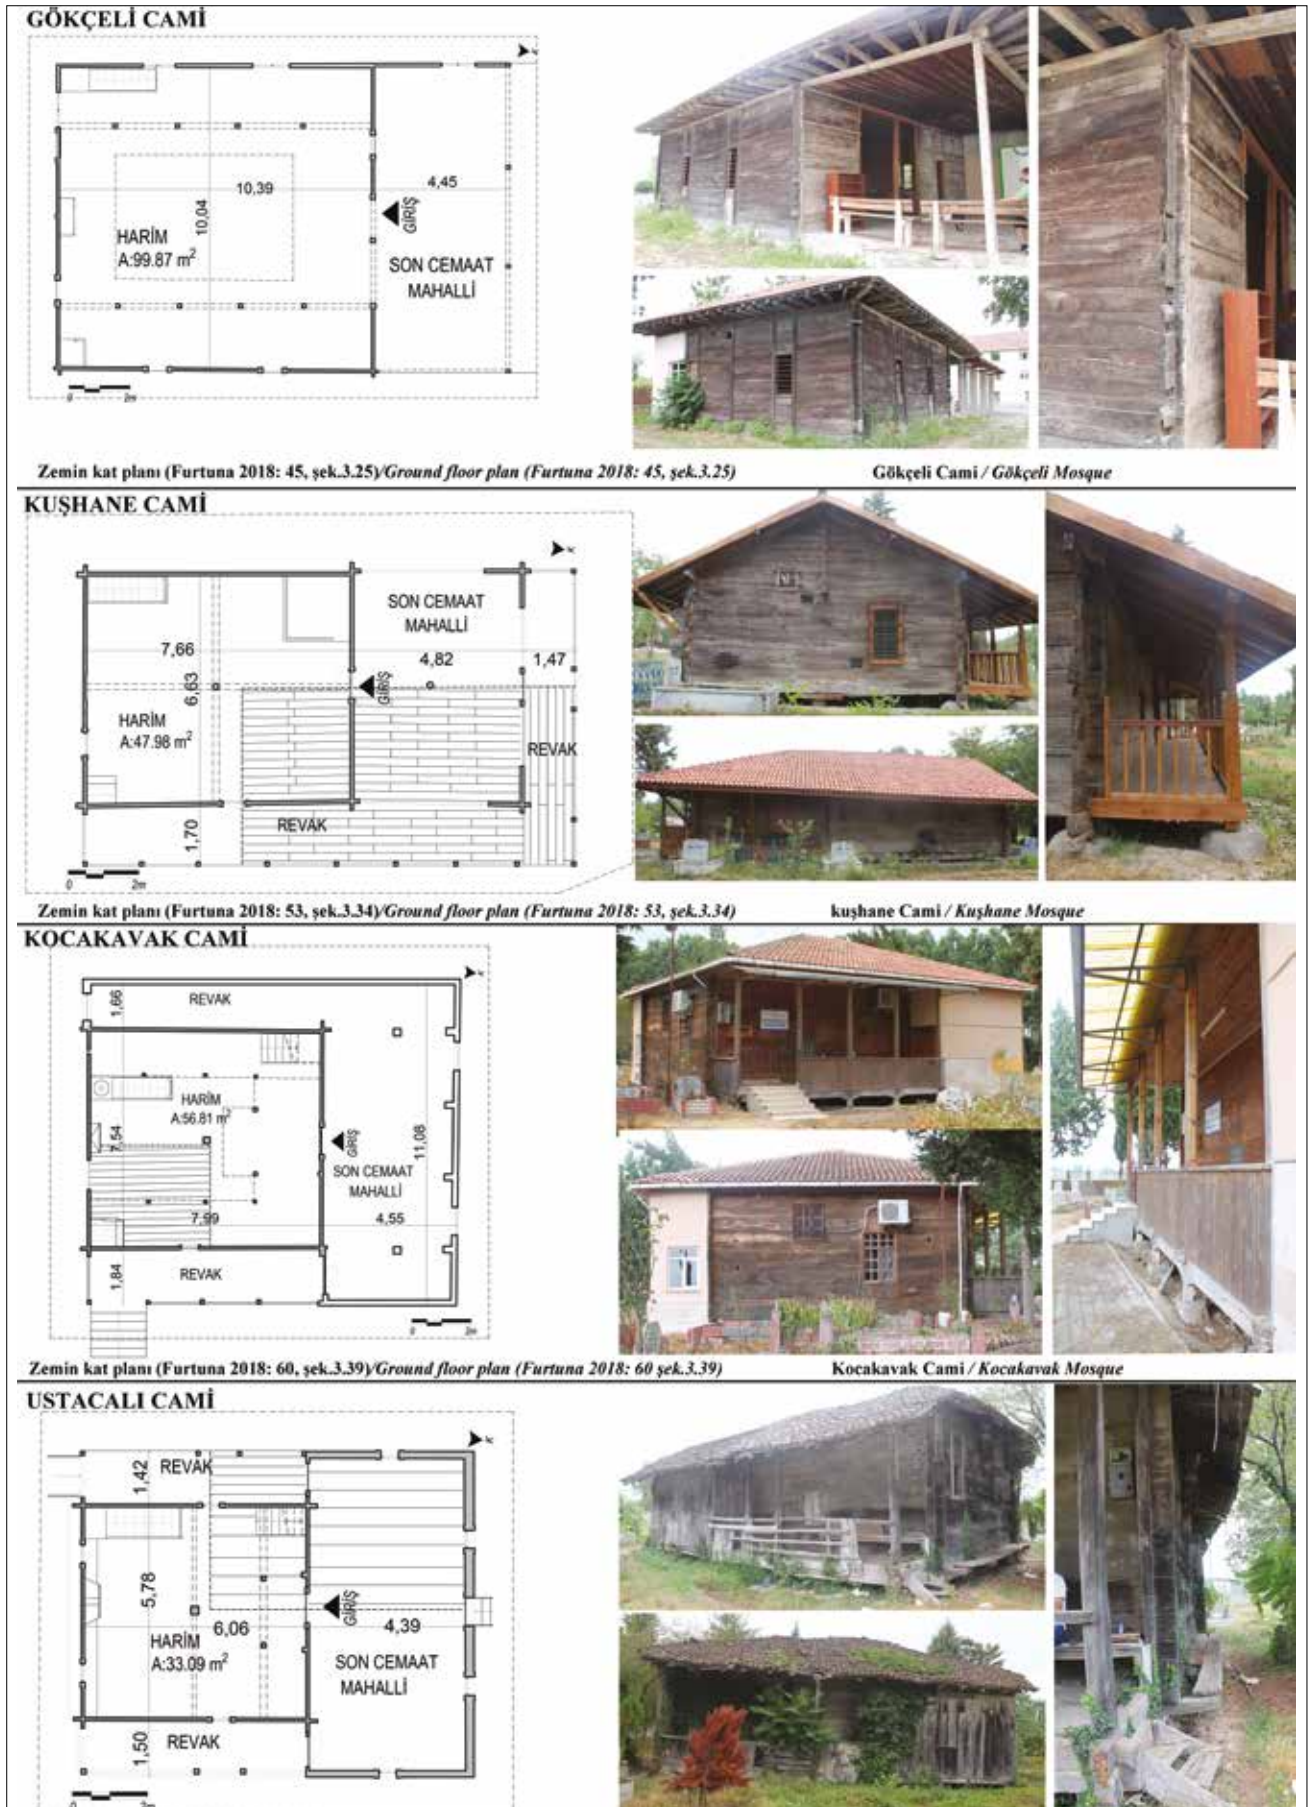 GÖKÇELİ CAMİ
K
10,39
4,45
10,04
GİRİŞ
HARİM
A:99.87 m²
SON CEMAAT
MAHALLİ
0 2m
Zemin kat planı (Furtuna 2018: 45, şek.3.25)/Ground floor plan (Furtuna 2018: 45, şek.3.25)
Gökçeli Cami / Gökçeli Mosque
KUŞHANE CAMİ
K
SON CEMAAT
MAHALLİ
7,66
4,82
1,47
6,63
GİRİŞ
HARİM
A:47.98 m²
REVAK
REVAK
1,70
0 2m
Zemin kat planı (Furtuna 2018: 53, şek.3.34)/Ground floor plan (Furtuna 2018: 53, şek.3.34)
kuşhane Cami / Kuşhane Mosque
KOCAKAVAK CAMİ
K
1,66
REVAK
HARİM
A:56.81 m²
7,54
GİRİŞ
11,08
SON CEMAAT
MAHALLİ
7,99
4,55
1,84
REVAK
0 2m
Zemin kat planı (Furtuna 2018: 60, şek.3.39)/Ground floor plan (Furtuna 2018: 60 şek.3.39)
Kocakavak Cami / Kocakavak Mosque
USTACALI CAMİ
K
1,42
REVAK
5,78
GİRİŞ
6,06
4,39
HARİM
A:33.09 m²
SON CEMAAT
MAHALLİ
1,50
REVAK